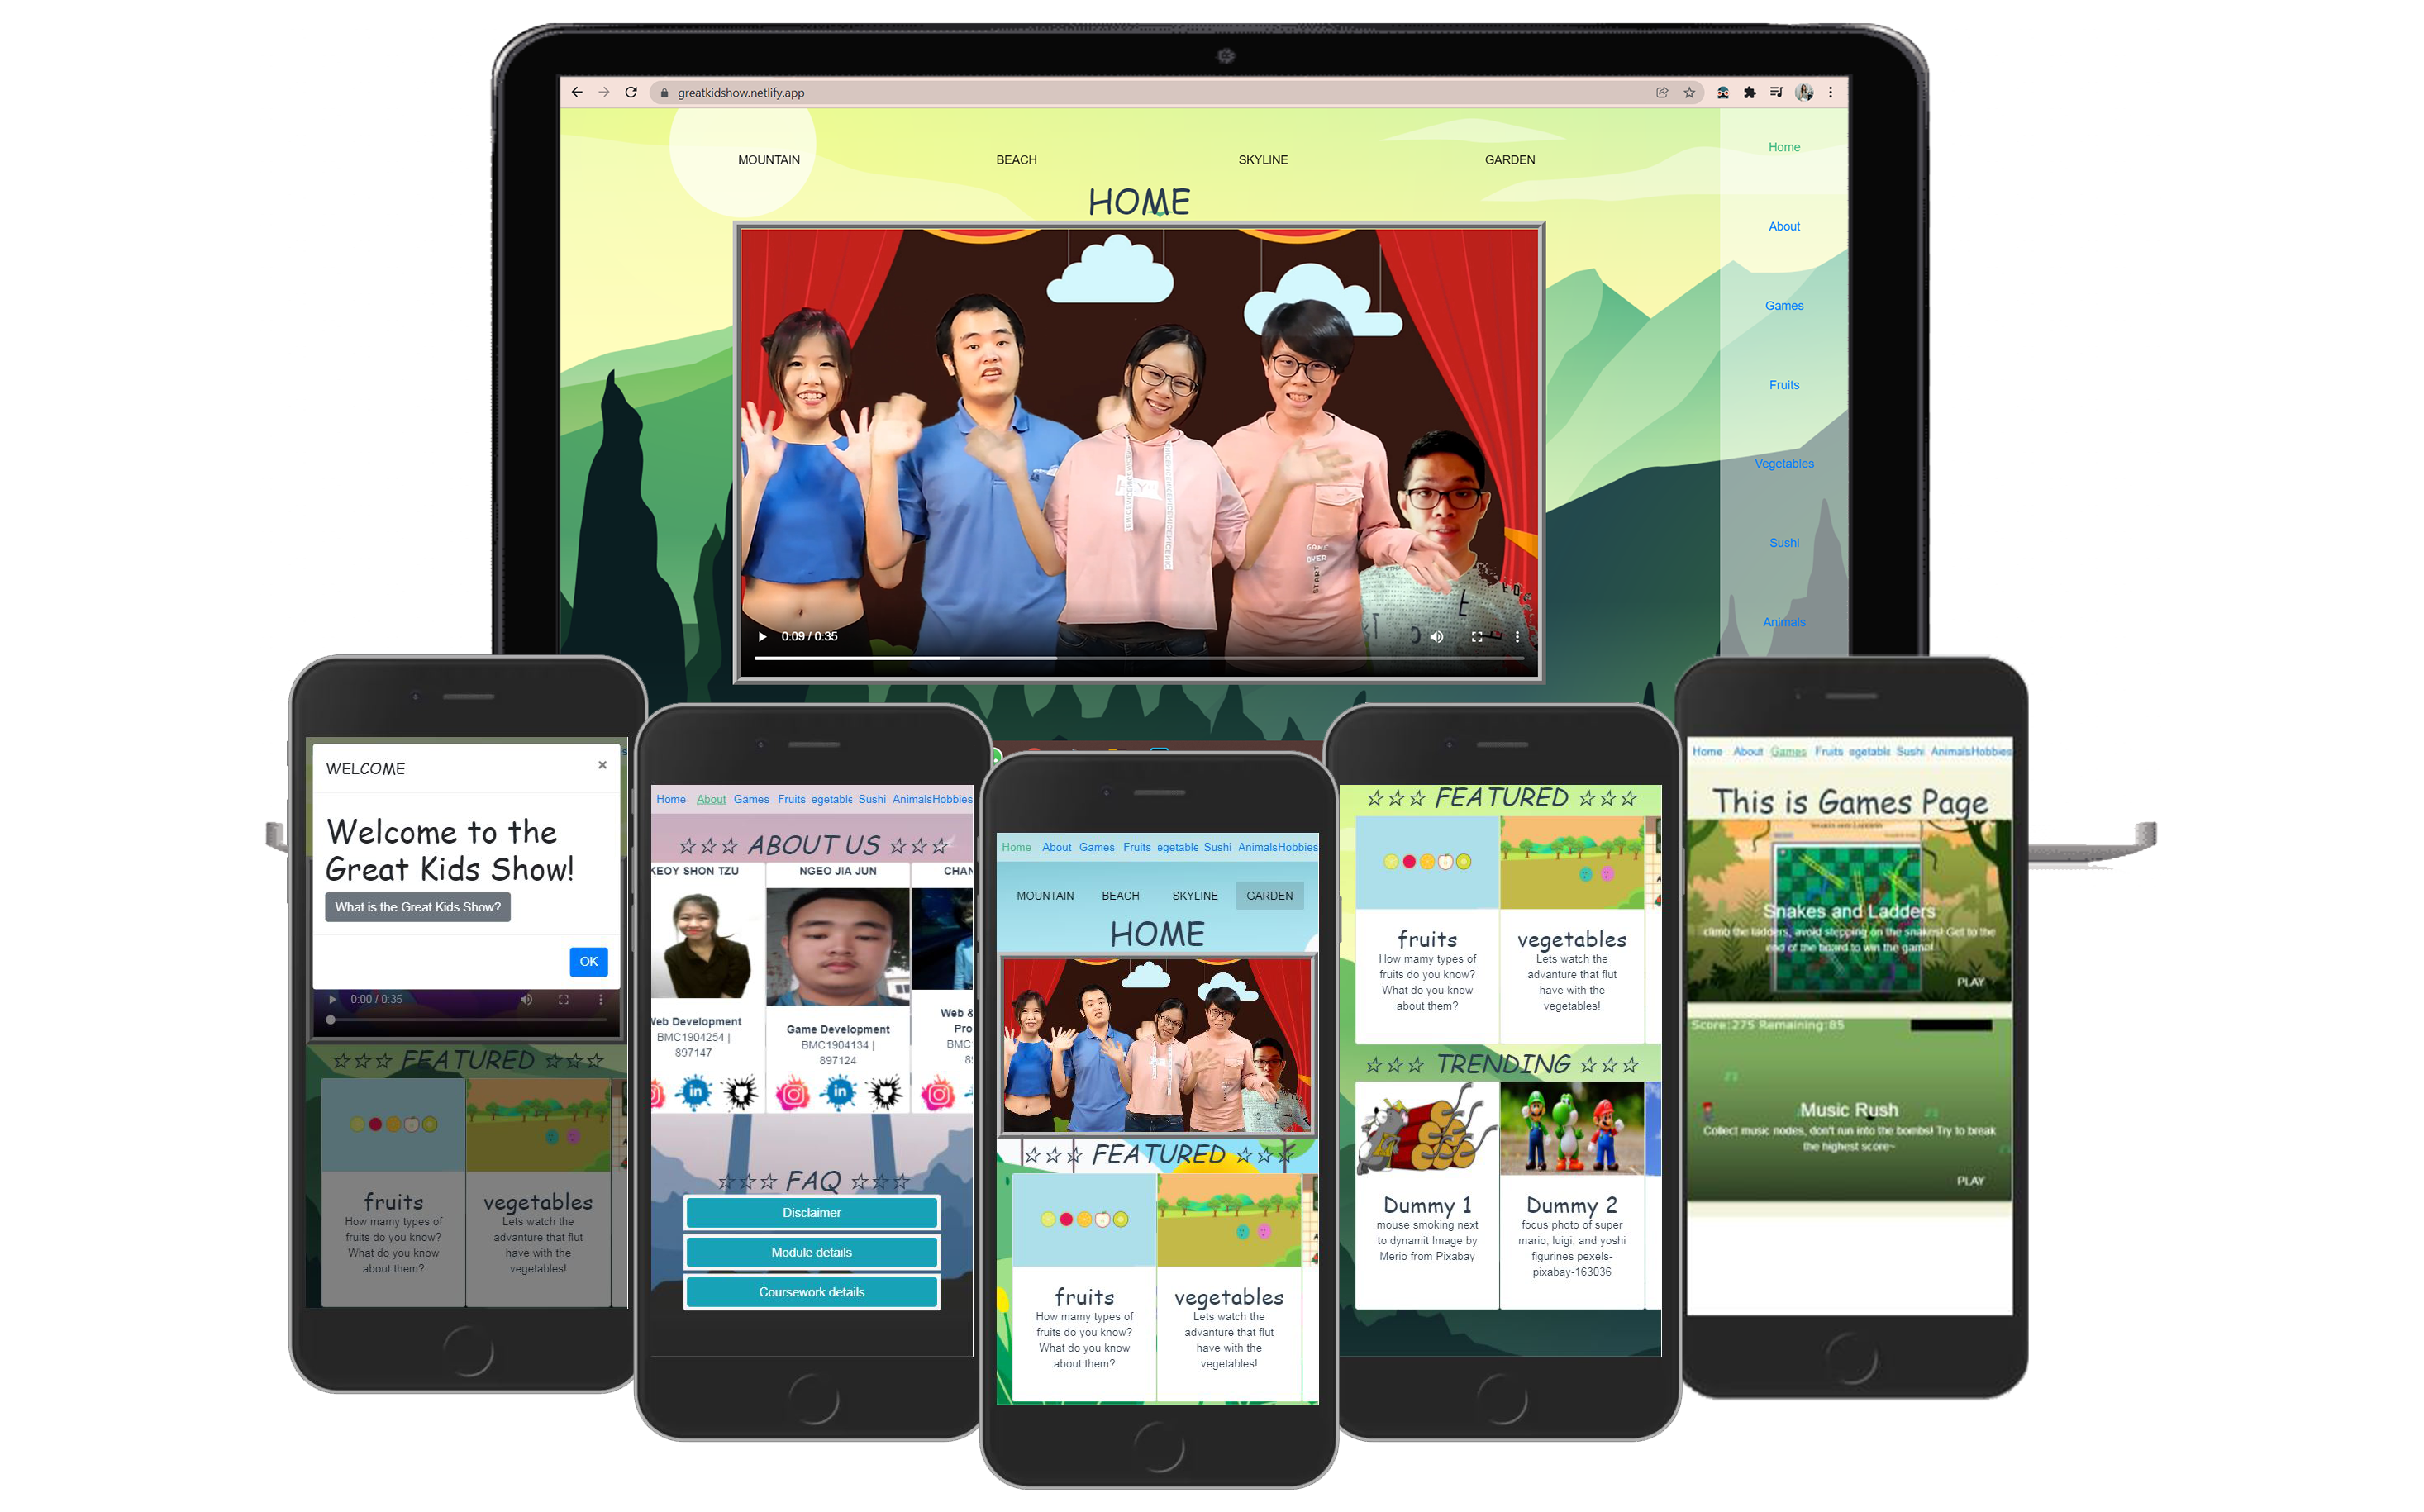 greatkidshow.netlify.app
MOUNTAIN BEACH SKYLINE GARDEN
HOME
Home
About
Games
Fruits
Vegetables
Sushi
Animals
GAME
OVER
START
0:09 / 0:35
WELCOME ×
Welcome to the
Great Kids Show!
What is the Great Kids Show?
OK
0:00 / 0:35
☆☆☆ FEATURED ☆☆☆
fruits
How mamy types of
fruits do you know?
What do you know
about them?
vegetables
Lets watch the
advanture that flut
have with the
vegetables!
Home About Games Fruits egetable Sushi AnimalsHobbies
☆☆☆ ABOUT US ☆☆☆
KEOY SHON TZU
Web Development
BMC1904254 |
897147
NGEO JIA JUN
Game Development
BMC1904134 |
897124
CHAN
Web &
Pro
BMC
in in
☆☆☆ FAQ ☆☆☆
Disclaimer
Module details
Coursework details
Home About Games Fruits egetable Sushi AnimalsHobbies
MOUNTAIN BEACH SKYLINE GARDEN
HOME
☆☆☆ FEATURED ☆☆☆
fruits
How mamy types of
fruits do you know?
What do you know
about them?
vegetables
Lets watch the
advanture that flut
have with the
vegetables!
☆☆☆ FEATURED ☆☆☆
fruits
How mamy types of
fruits do you know?
What do you know
about them?
vegetables
Lets watch the
advanture that flut
have with the
vegetables!
☆☆☆ TRENDING ☆☆☆
Dummy 1
mouse smoking next
to dynamit Image by
Merio from Pixabay
Dummy 2
focus photo of super
mario, luigi, and yoshi
figurines pexels-
pixabay-163036
Home About Games Fruits egetable Sushi AnimalsHobbies
This is Games Page
SNAKES AND LADDERS
Snakes and Ladders
climb the ladders, avoid stepping on the snakes! Get to the
end of the board to win the game!
PLAY
Score:275 Remaining:85
Music Rush
Collect music nodes, don't run into the bombs! Try to break
the highest score~
PLAY